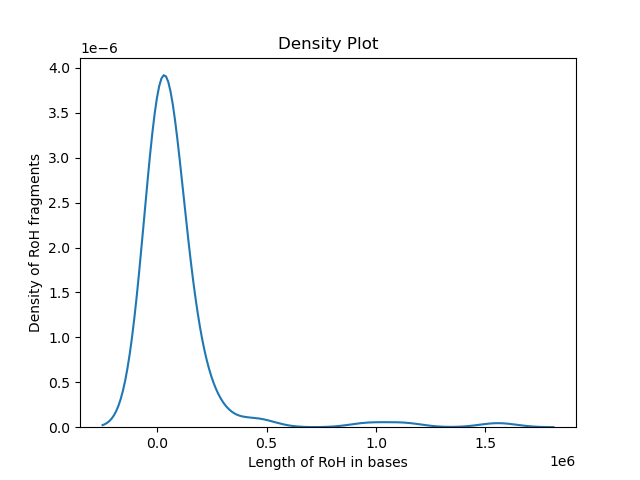 Density Plot
1e−6
4.0
3.5
3.0
2.5
2.0
1.5
1.0
0.5
0.0
Density of RoH fragments
0.0 0.5 1.0 1.5
Length of RoH in bases
1e6